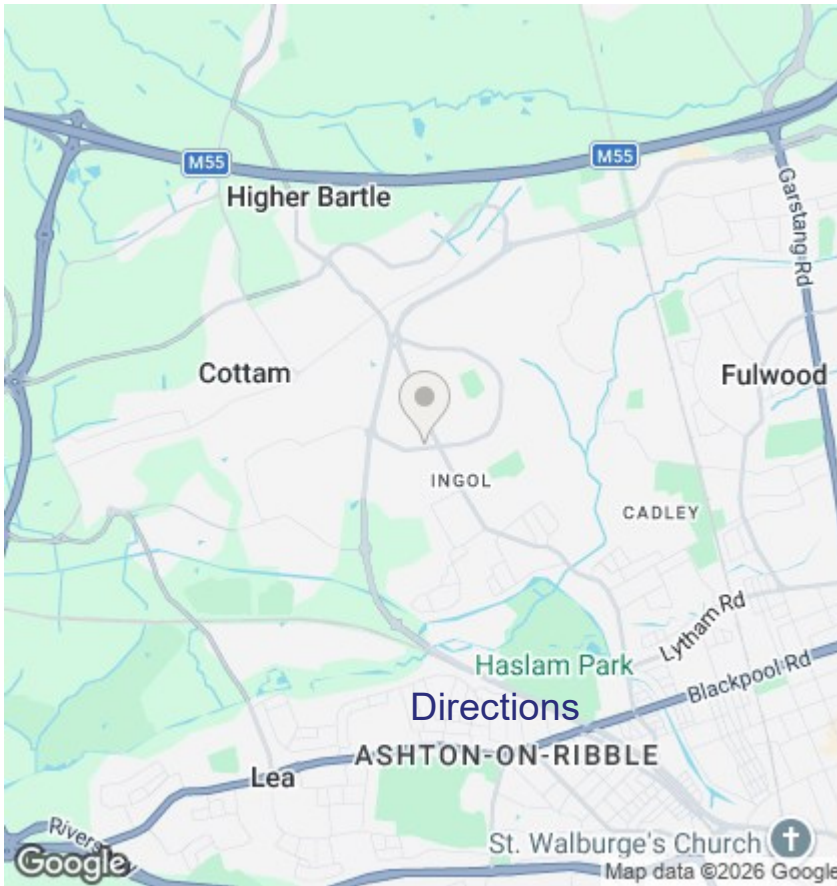 M55
M55
Higher Bartle
Garstang Rd
Cottam
Fulwood
INGOL
CADLEY
Lytham Rd
Haslam Park
Blackpool Rd
Directions
ASHTON-ON-RIBBLE
Lea
St. Walburge's Church
Google
Map data ©2026 Google